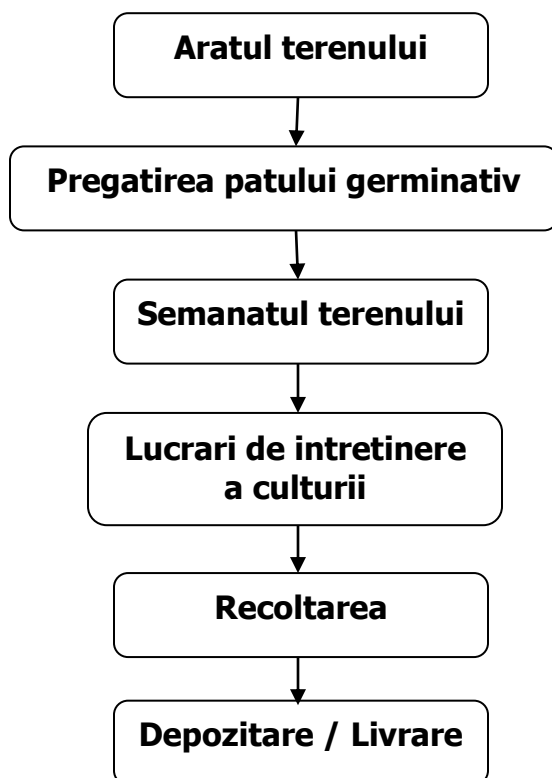 Aratul terenului
Pregatirea patului germinativ
Semanatul terenului
Lucrari de intretinere
a culturii
Recoltarea
Depozitare / Livrare